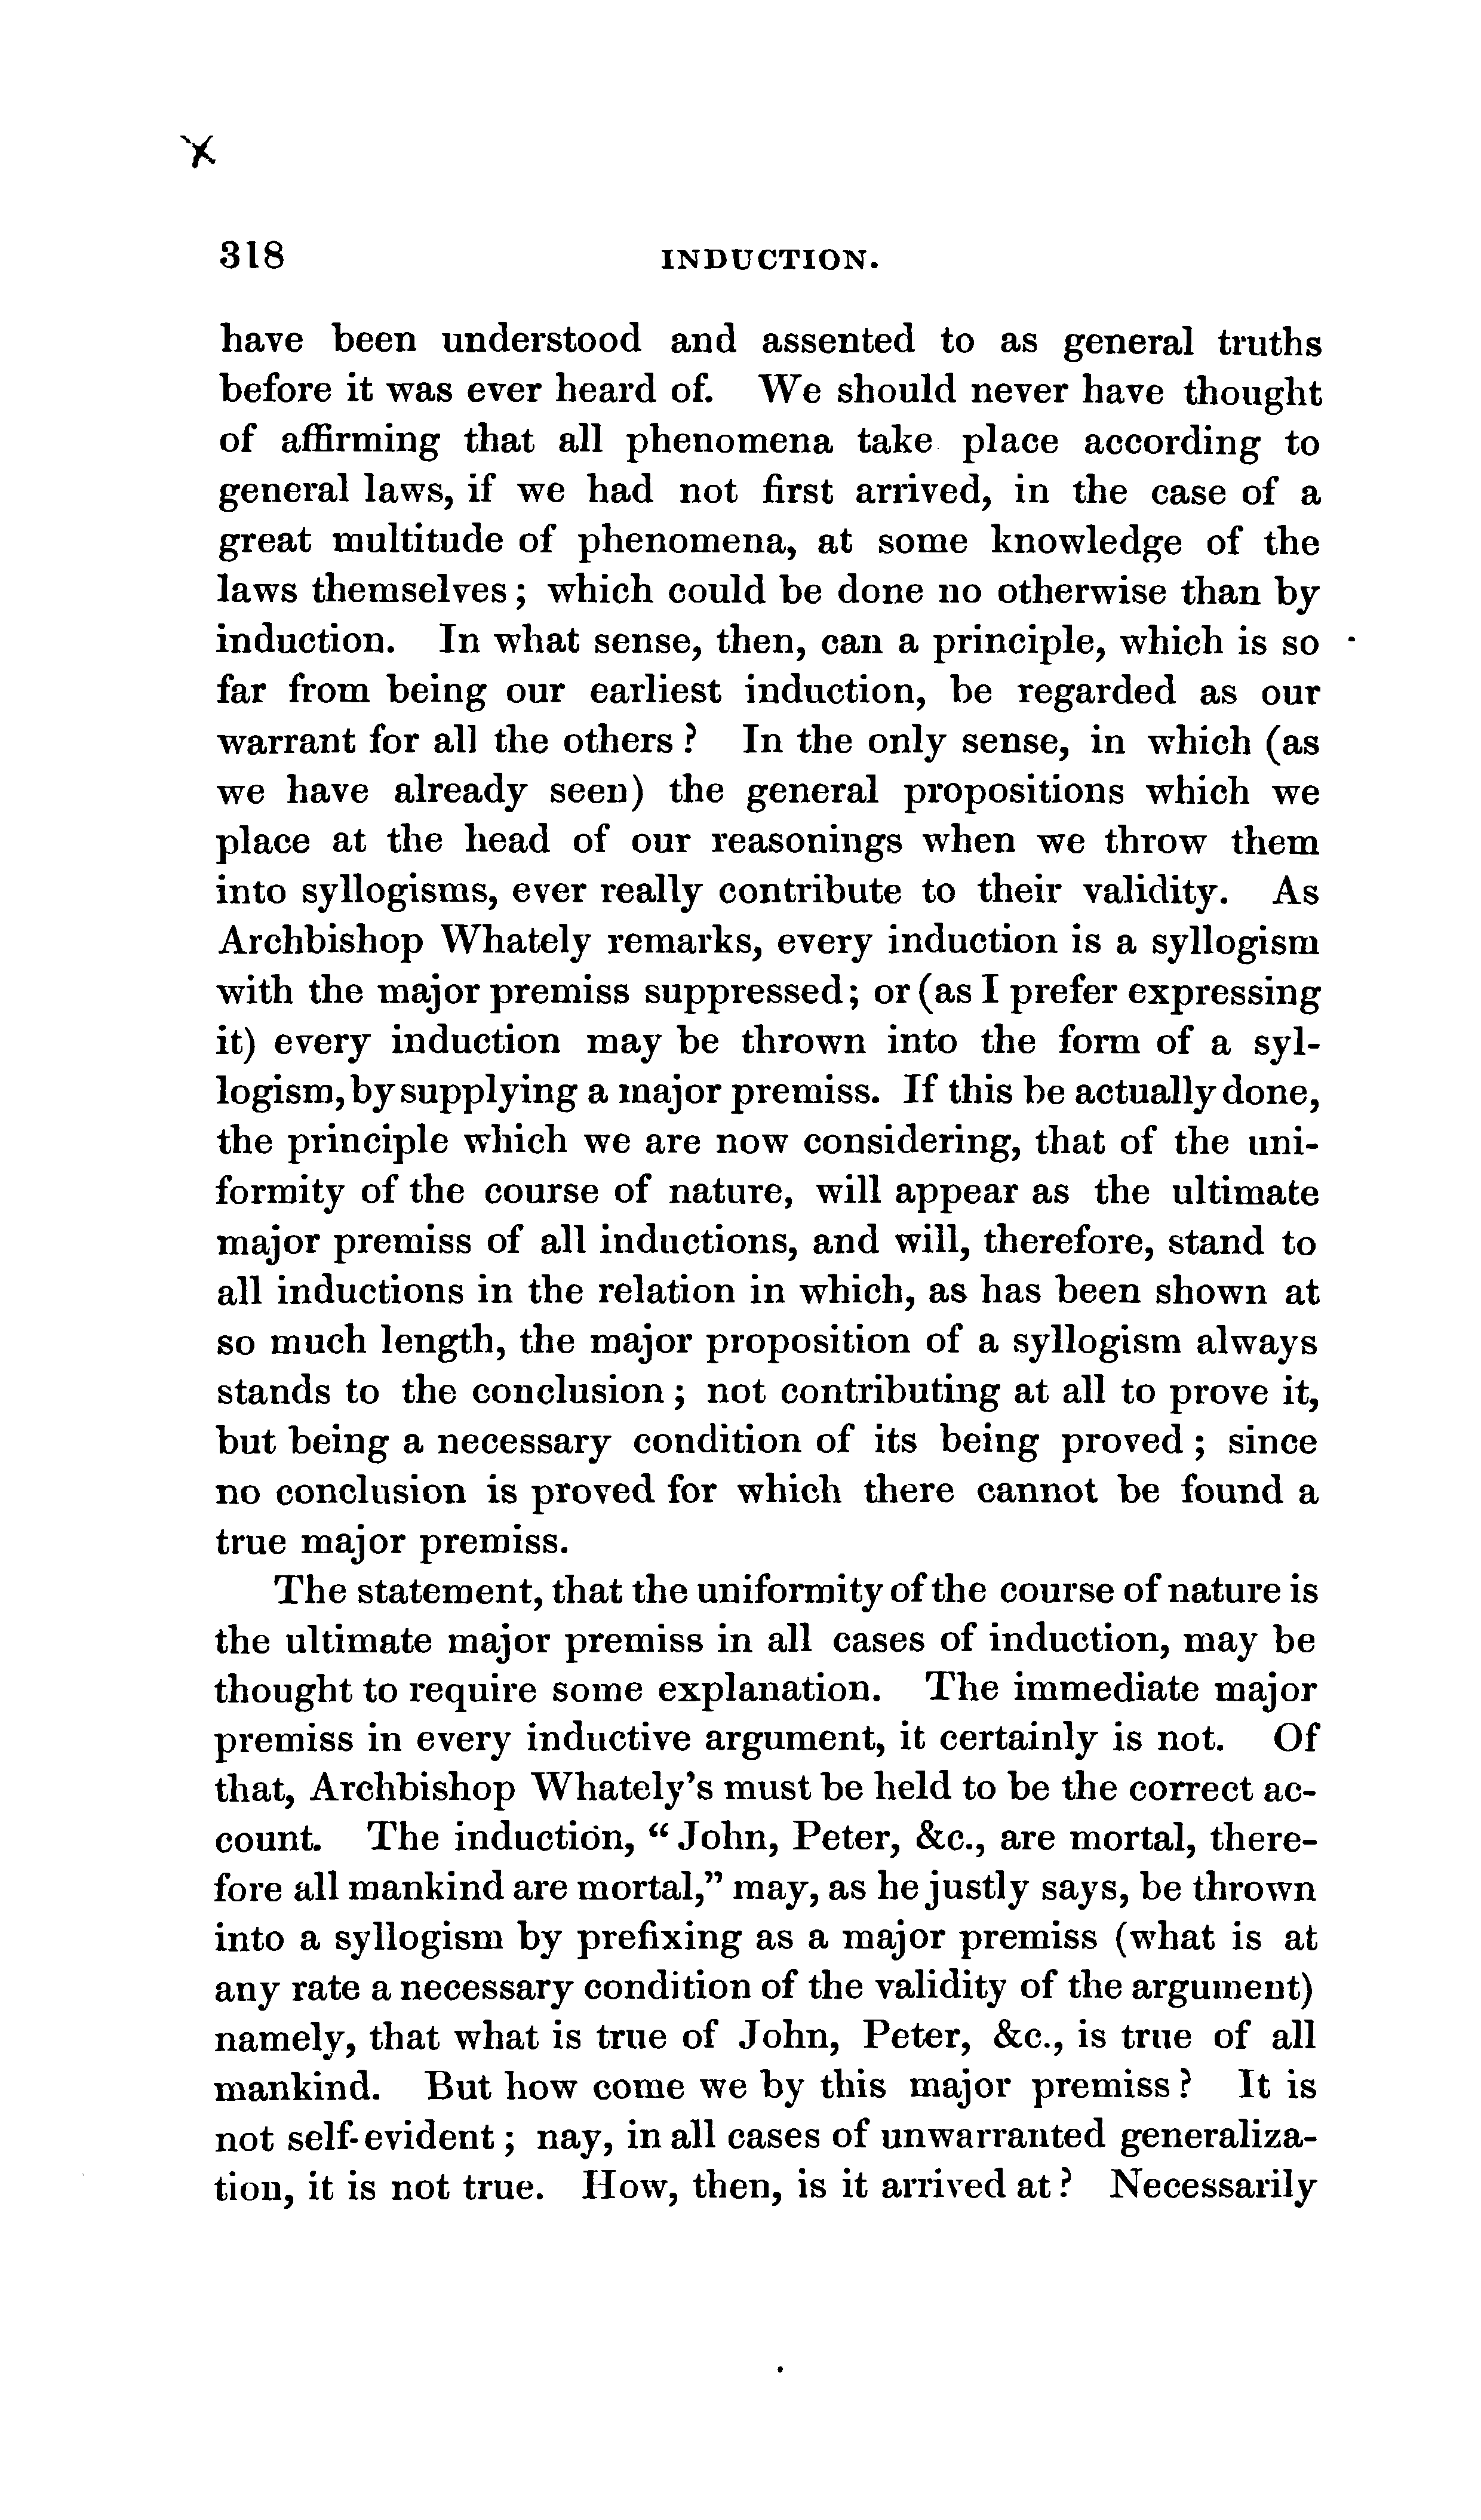 318 INDUCTION.
have been understood and assented to as general truths
before it was ever heard of. We should never have thought
of affirming that all phenomena take place according to
general laws, if we had not first arrived, in the case of a
great multitude of phenomena, at some knowledge of the
laws themselves; which could be done no otherwise than by
induction. In what sense, then, can a principle, which is so
far from being our earliest induction, be regarded as our
warrant for all the others? In the only sense, in which (as
we have already seen) the general propositions which we
place at the head of our reasonings when we throw them
into syllogisms, ever really contribute to their validity. As
Archbishop Whately remarks, every induction is a syllogism
with the major premiss suppressed; or (as I prefer expressing
it) every induction may be thrown into the form of a syl-
logism, by supplying a major premiss. If this be actually done,
the principle which we are now considering, that of the uni-
formity of the course of nature, will appear as the ultimate
major premiss of all inductions, and will, therefore, stand to
all inductions in the relation in which, as has been shown at
so much length, the major proposition of a syllogism always
stands to the conclusion; not contributing at all to prove it,
but being a necessary condition of its being proved; since
no conclusion is proved for which there cannot be found a
true major premiss.
The statement, that the uniformity of the course of nature is
the ultimate major premiss in all cases of induction, may be
thought to require some explanation. The immediate major
premiss in every inductive argument, it certainly is not. Of
that, Archbishop Whately's must be held to be the correct ac-
count. The induction, "John, Peter, &c., are mortal, there-
fore all mankind are mortal," may, as he justly says, be thrown
into a syllogism by prefixing as a major premiss (what is at
any rate a necessary condition of the validity of the argument)
namely, that what is true of John, Peter, &c., is true of all
mankind. But how come we by this major premiss? It is
not self-evident; nay, in all cases of unwarranted generaliza-
tion, it is not true. How, then, is it arrived at? Necessarily